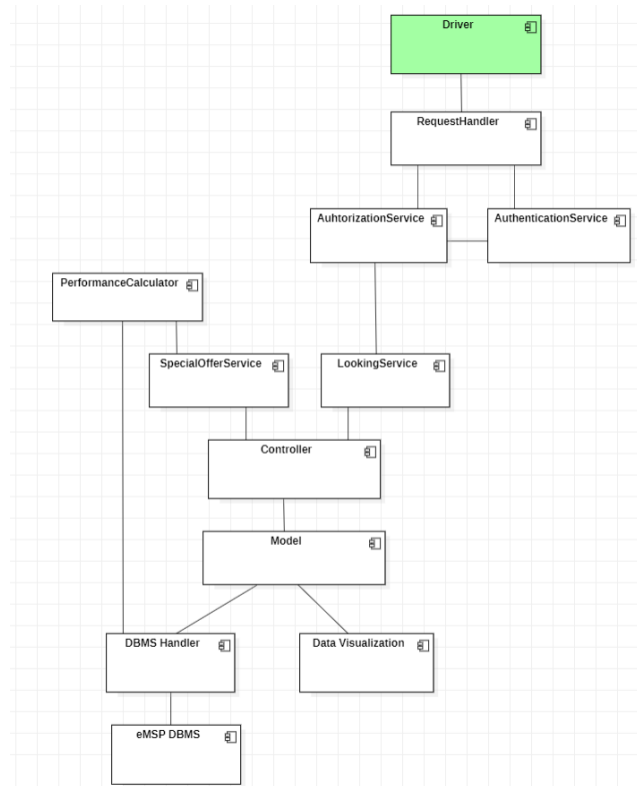 Driver
RequestHandler
AuhtorizationService
AuthenticationService
PerformanceCalculator
SpecialOfferService
LookingService
Controller
Model
DBMS Handler
Data Visualization
eMSP DBMS